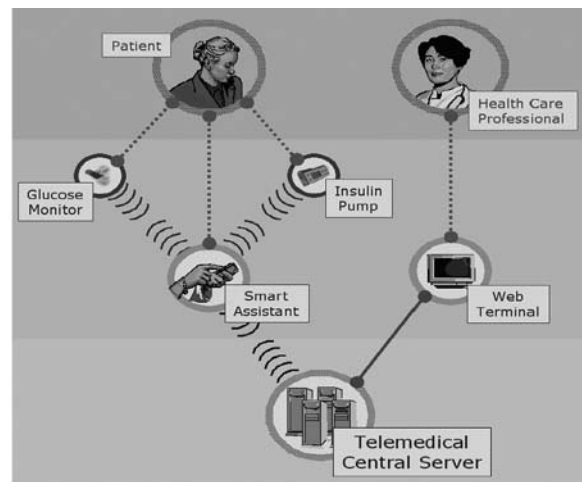 Patient
Health Care
Professional
Glucose
Monitor
Insulin
Pump
Smart
Assistant
Web
Terminal
Telemedical
Central Server